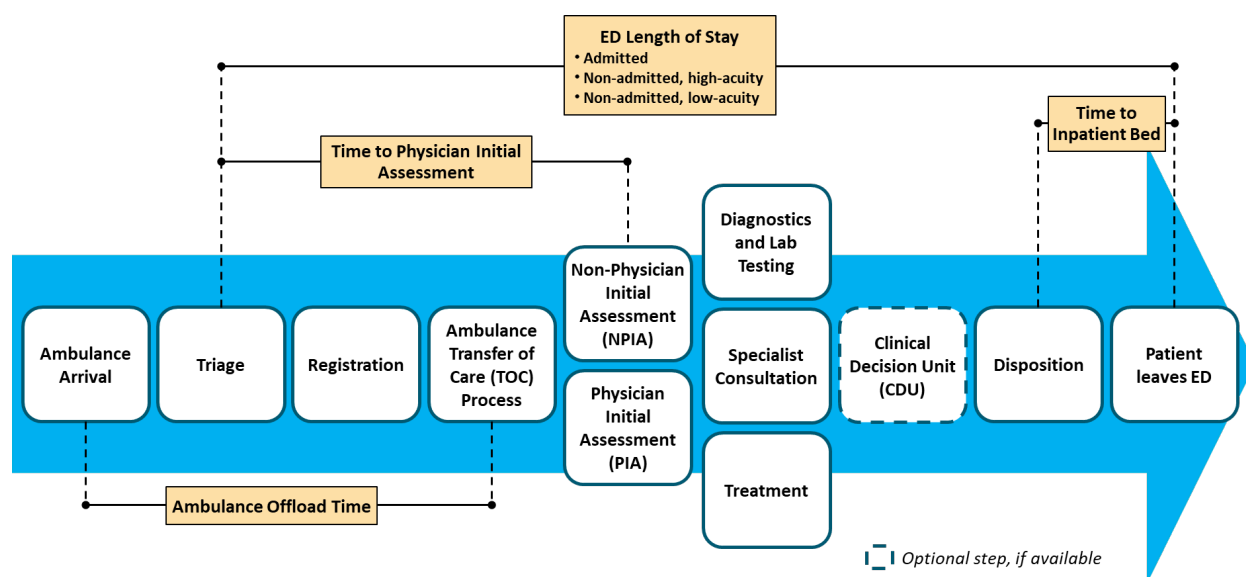 ED Length of Stay
• Admitted
• Non-admitted, high-acuity
• Non-admitted, low-acuity
Time to
Inpatient Bed
Time to Physician Initial
Assessment
Ambulance
Arrival
Triage
Registration
Ambulance
Transfer of
Care (TOC)
Process
Non-Physician
Initial
Assessment
(NPIA)
Physician
Initial
Assessment
(PIA)
Diagnostics
and Lab
Testing
Specialist
Consultation
Treatment
Clinical
Decision Unit
(CDU)
Disposition
Patient
leaves ED
Ambulance Offload Time
Optional step, if available